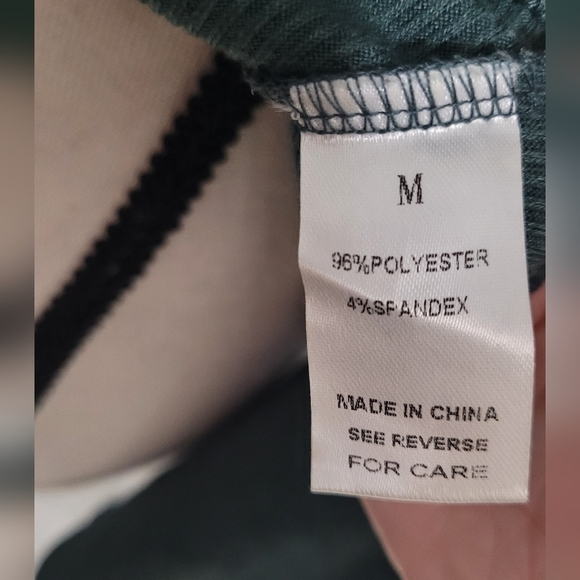 M
96%POLYESTER
4%SPANDEX
MADE IN CHINA
SEE REVERSE
FOR CARE